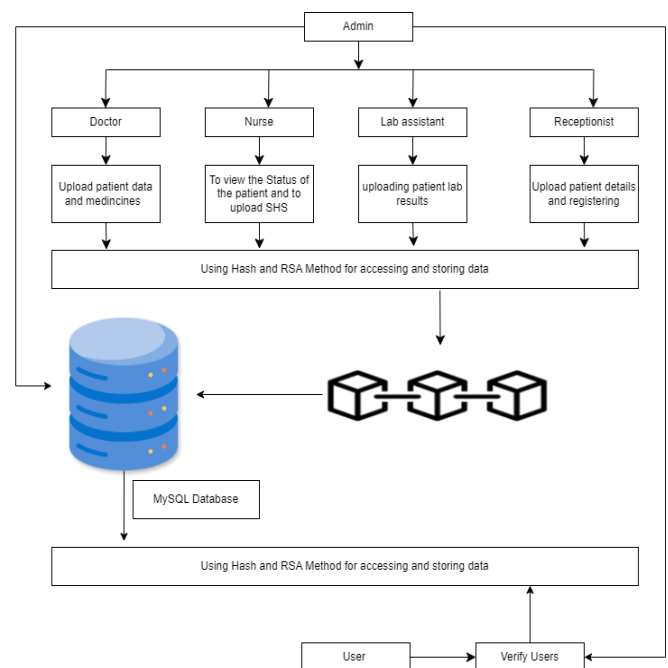 Admin
Doctor
Nurse
Lab assistant
Receptionist
Upload patient data
and medincines
To view the Status of
the patient and to
upload SHS
uploading patient lab
results
Upload patient details
and registering
Using Hash and RSA Method for accessing and storing data
MySQL Database
Using Hash and RSA Method for accessing and storing data
User
Verify Users